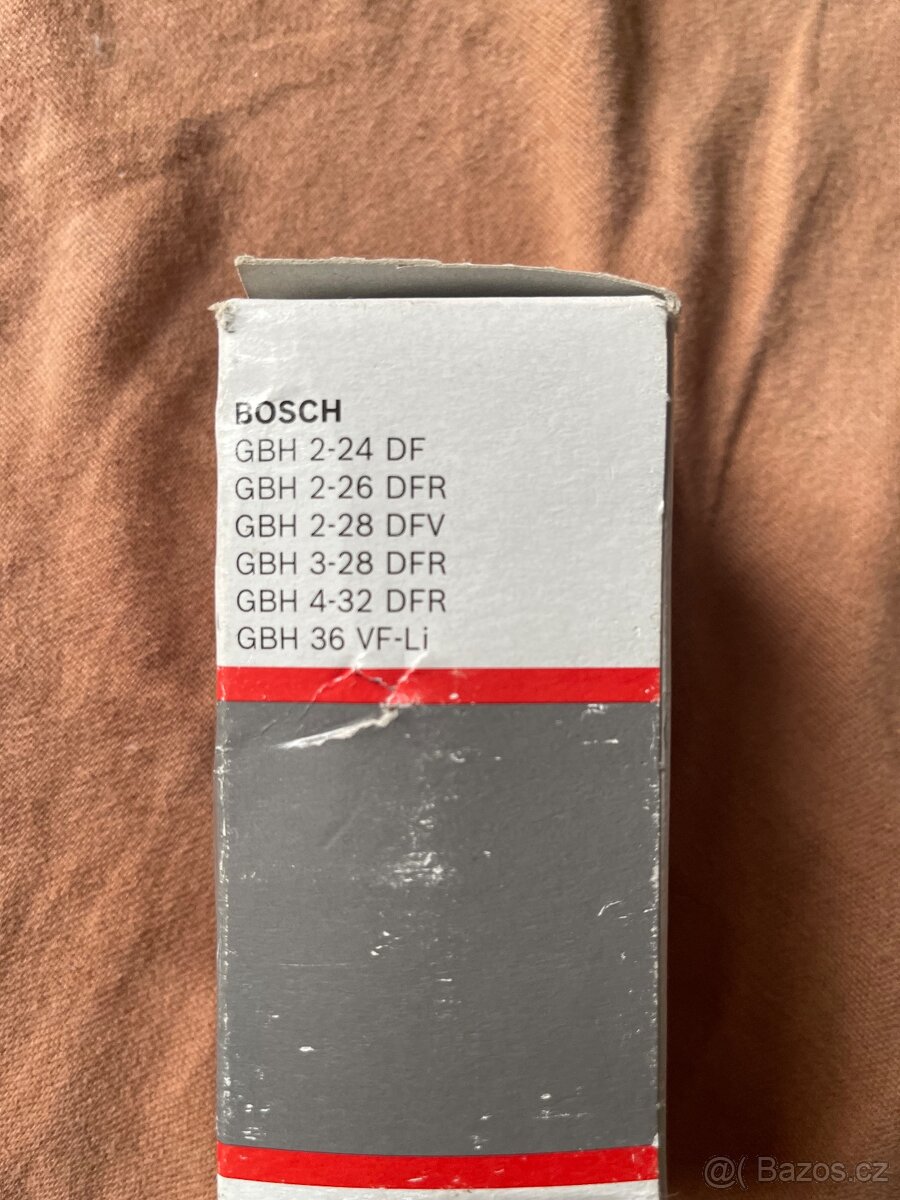 BOSCH
GBH 2-24 DF
GBH 2-26 DFR
GBH 2-28 DFV
GBH 3-28 DFR
GBH 4-32 DFR
GBH 36 VF-Li
@( Bazos.cz